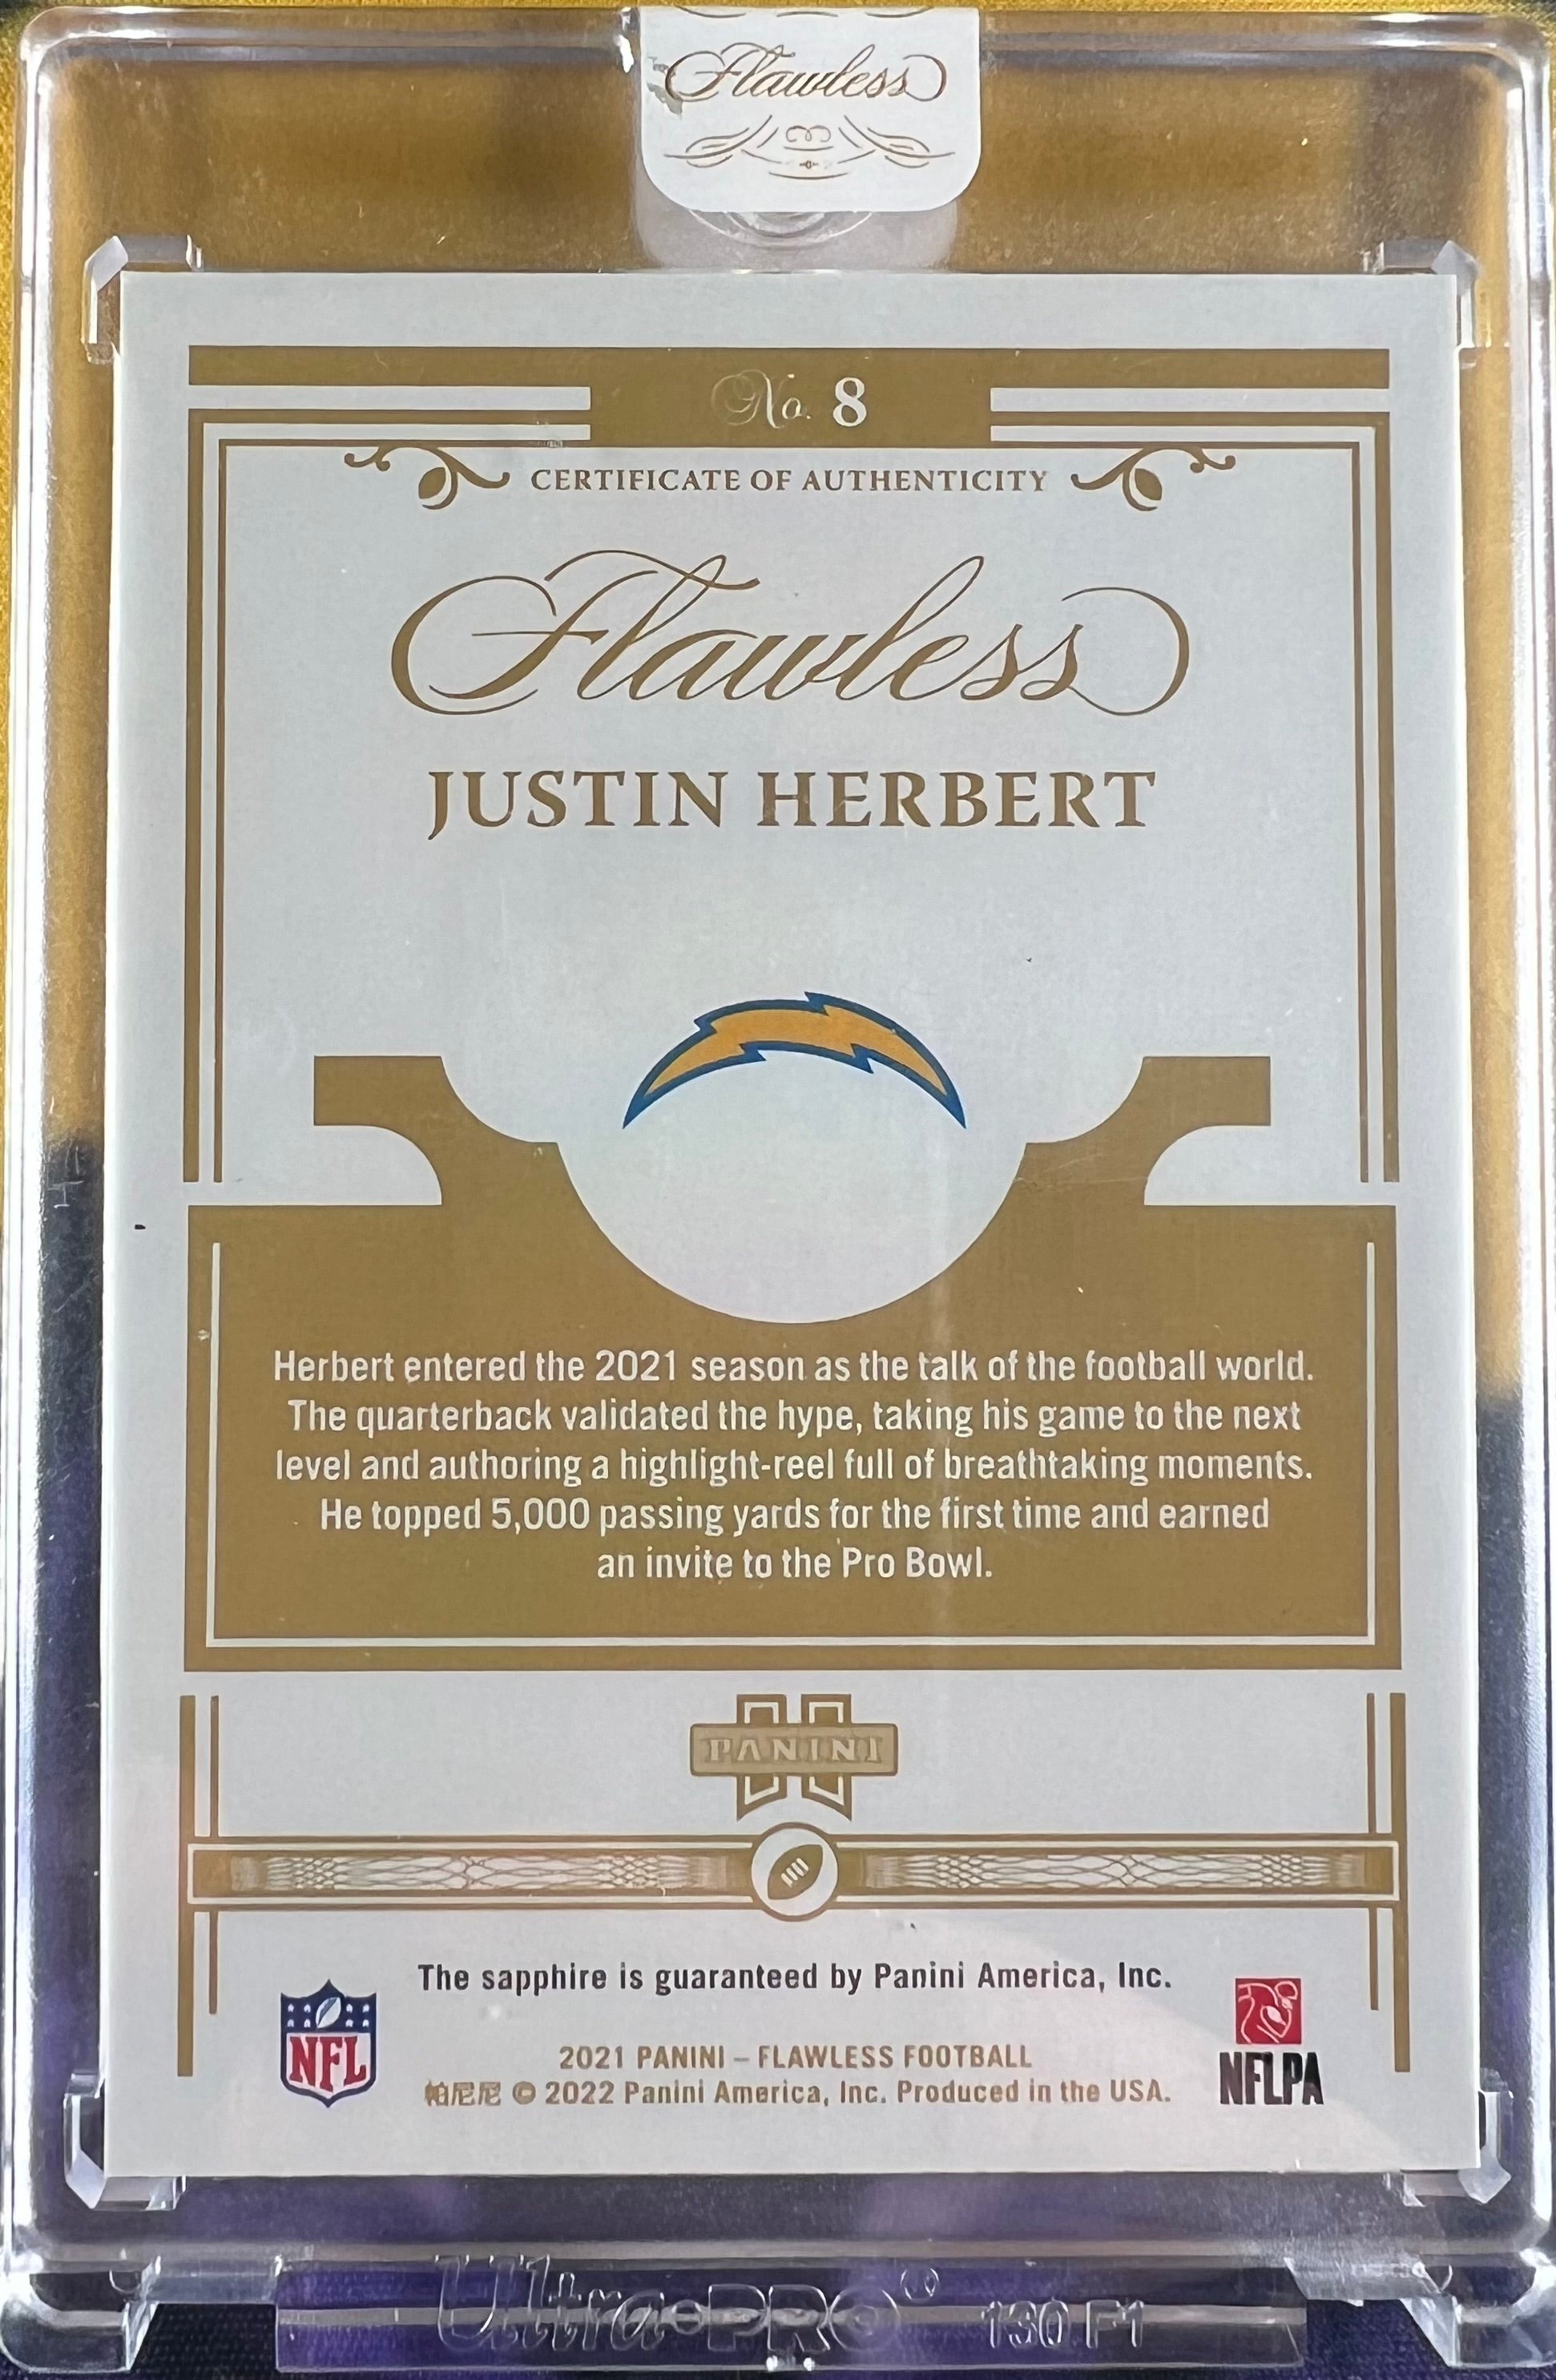 Flawless
No. 8
CERTIFICATE OF AUTHENTICITY
Flawless
JUSTIN HERBERT
Herbert entered the 2021 season as the talk of the football world.
The quarterback validated the hype, taking his game to the next
level and authoring a highlight-reel full of breathtaking moments.
He topped 5,000 passing yards for the first time and earned
an invite to the Pro Bowl.
PANINI
The sapphire is guaranteed by Panini America, Inc.
NFL
2021 PANINI – FLAWLESS FOOTBALL
帕尼尼 © 2022 Panini America, Inc. Produced in the USA.
NFLPA
Ultra PRO® 130 F1